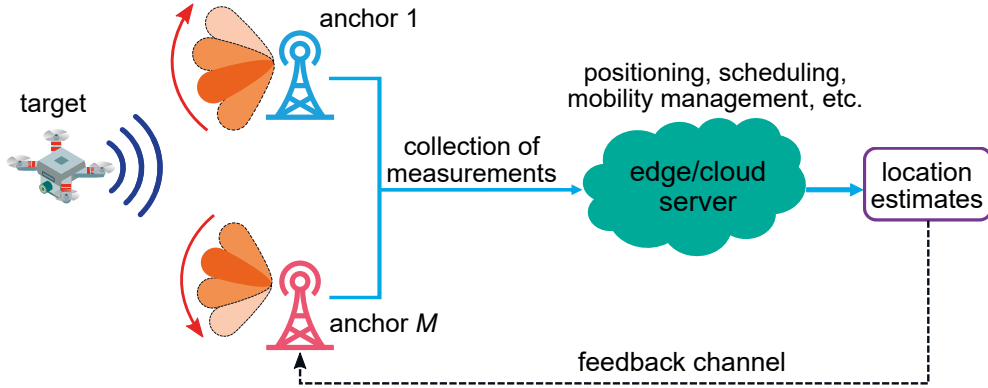 anchor 1
target
positioning, scheduling,
mobility management, etc.
collection of
measurements
edge/cloud
server
location
estimates
anchor M
feedback channel